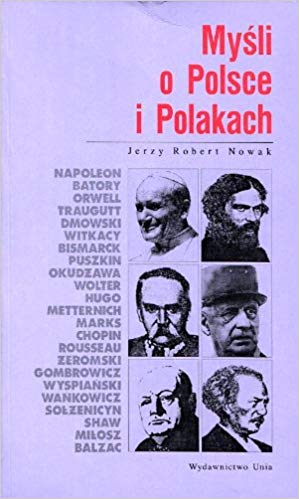 Myśli
o Polsce
i Polakach
Jerzy Robert Nowak
NAPOLEON
BATORY
ORWELL
TRAUGUTT
DMOWSKI
WITKACY
BISMARCK
PUSZKIN
OKUDZAWA
WOLTER
HUGO
METTERNICH
MARKS
CHOPIN
ROUSSEAU
ŻEROMSKI
GOMBROWICZ
WYSPIAŃSKI
WAŃKOWICZ
SOŁZENICYN
SHAW
MIŁOSZ
BALZAC
Wydawnictwo Unia